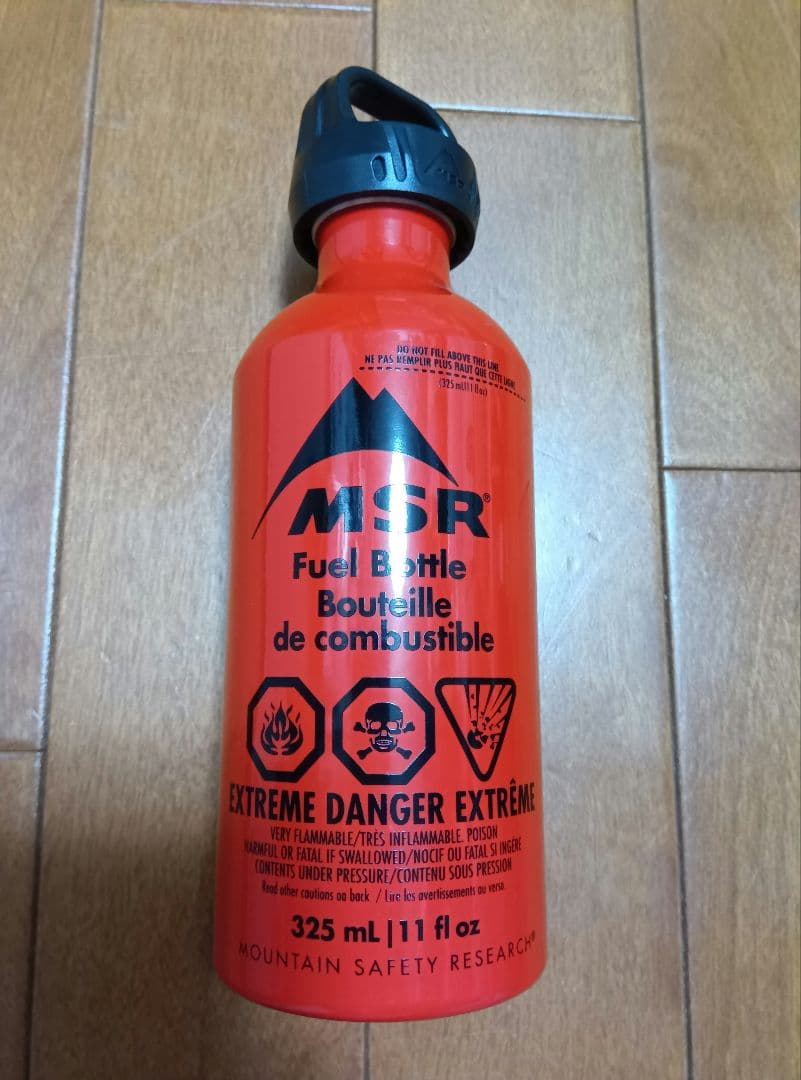 MSR
DO NOT FILL ABOVE THIS LINE
NE PAS REMPLIR PLUS HAUT QUE CETTE LIGNE
(325 mL|11 fl oz)
MSR®
Fuel Bottle
Bouteille
de combustible
EXTREME DANGER EXTRÊME
VERY FLAMMABLE/TRÈS INFLAMMABLE. POISON
HARMFUL OR FATAL IF SWALLOWED/NOCIF OU FATAL SI INGÉRÉ
CONTENTS UNDER PRESSURE/CONTENU SOUS PRESSION
Read other cautions on back / Lire les avertissements au verso.
325 mL|11 fl oz
MOUNTAIN SAFETY RESEARCH®